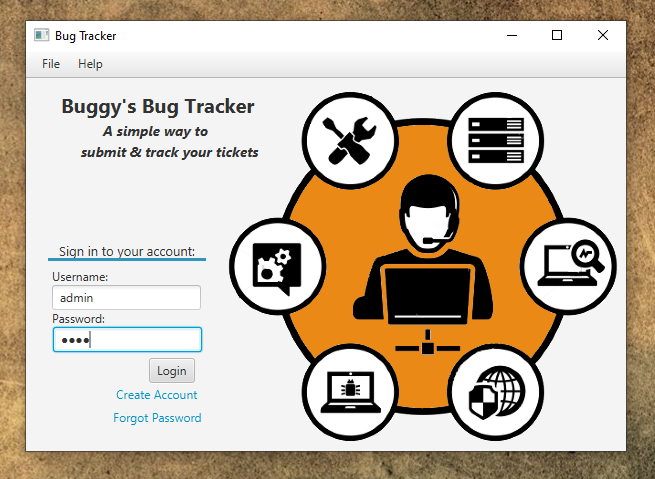 Bug Tracker
File Help
Buggy's Bug Tracker
A simple way to
submit & track your tickets
Sign in to your account:
Username:
admin
Password:
••••
Login
Create Account
Forgot Password